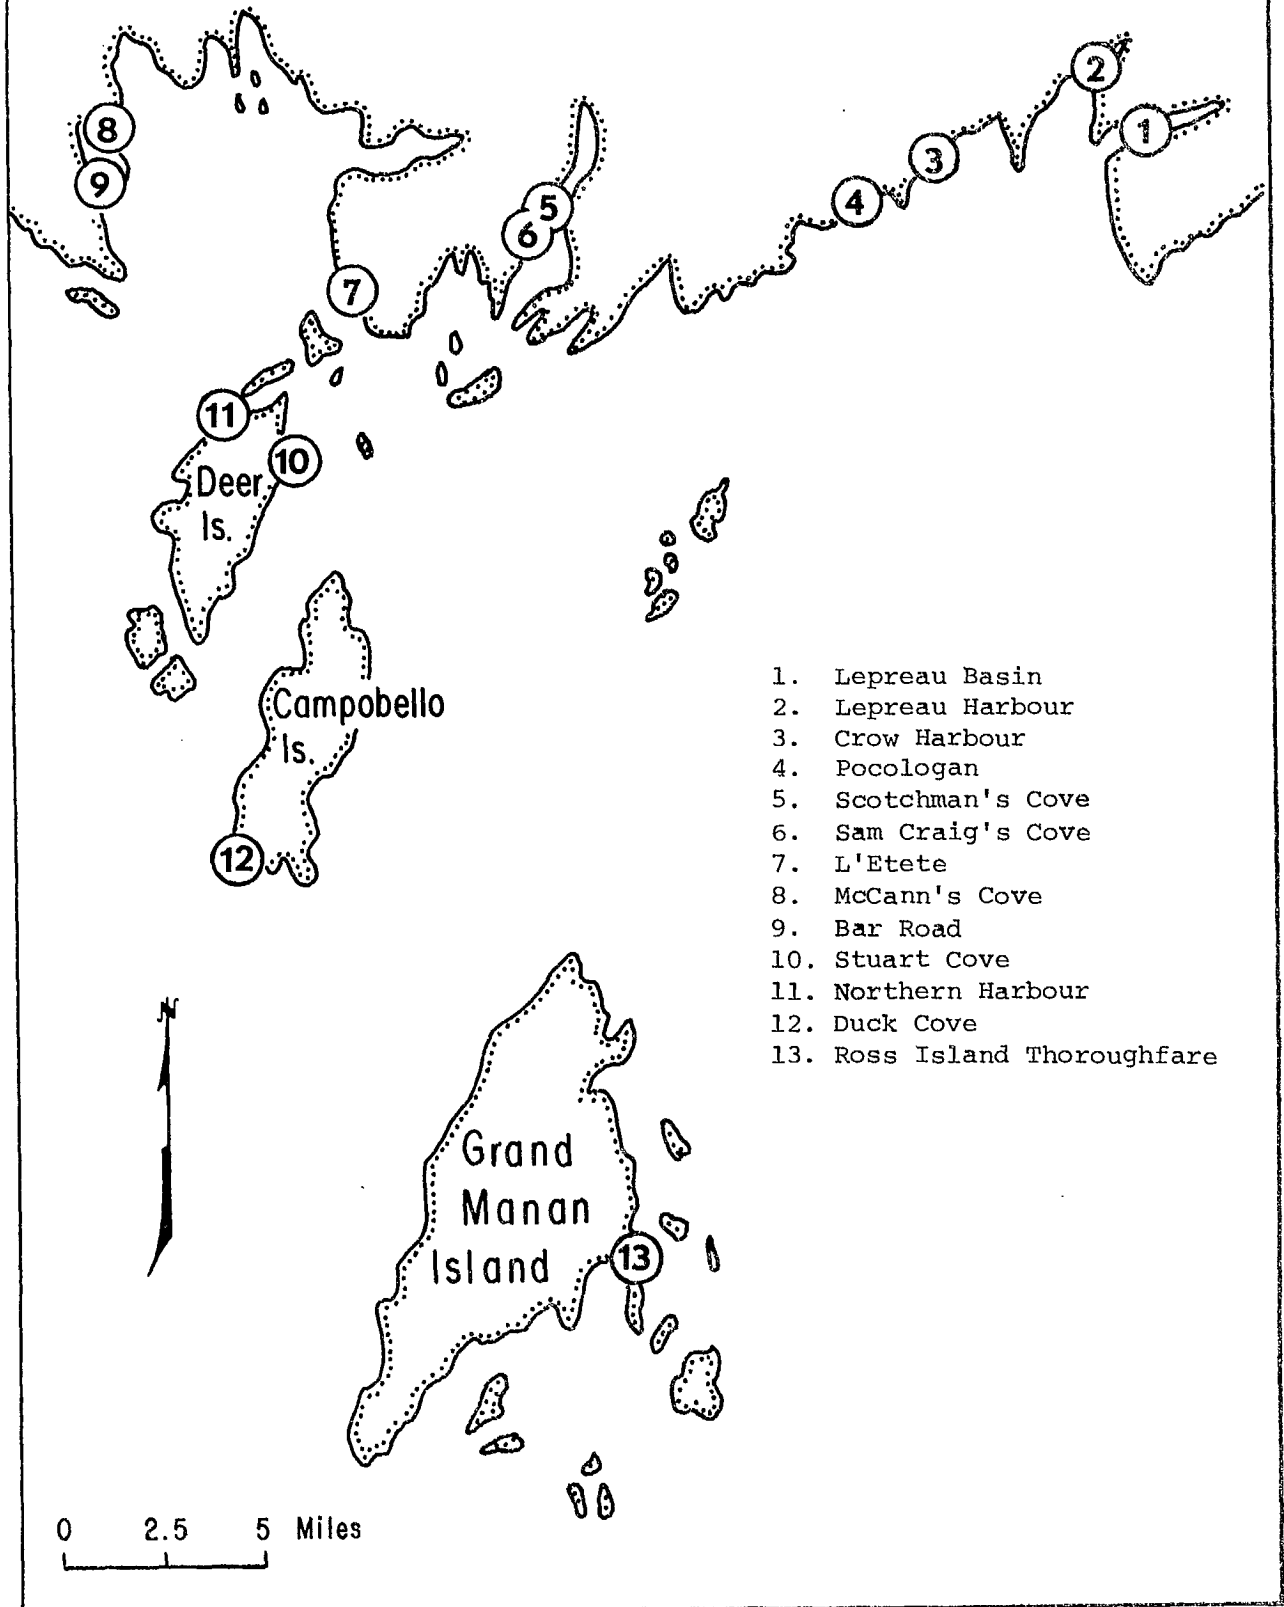 2
8
1
3
9
5
4
6
7
11
10
Deer
Is.
Campobello
Is.
12
1. Lepreau Basin
2. Lepreau Harbour
3. Crow Harbour
4. Pocologan
5. Scotchman's Cove
6. Sam Craig's Cove
7. L'Etete
8. McCann's Cove
9. Bar Road
10. Stuart Cove
11. Northern Harbour
12. Duck Cove
13. Ross Island Thoroughfare
N
Grand
Manan
Island
13
0 2.5 5 Miles